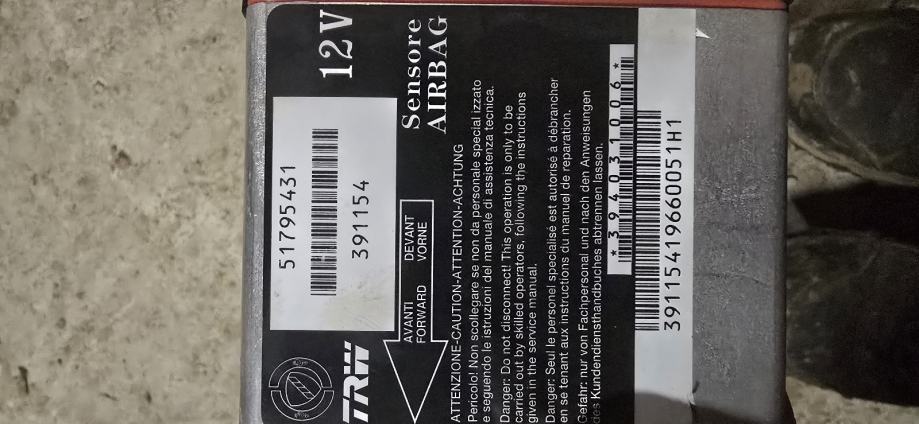 51795431
391154
12V
Sensore
AIRBAG
TRW
AVANTI DEVANT
FORWARD VORNE
ATTENZIONE-CAUTION-ATTENTION-ACHTUNG
Pericolo! Non scollegare se non da personale special izzato
e seguendo le istruzioni del manuale di assistenza tecnica.
Danger: Do not disconnect! This operation is only to be
carried out by skilled operators, following the instructions
given in the service manual.
Danger: Seul le personel specialisé est autorisé à débrancher
en se tenant aux instructions du manuel de reparation.
Gefahr: nur von Fachpersonal und nach den Anweisungen
des Kundendiensthandbuches abtrennen lassen.
*394031006*
39115419660051H1